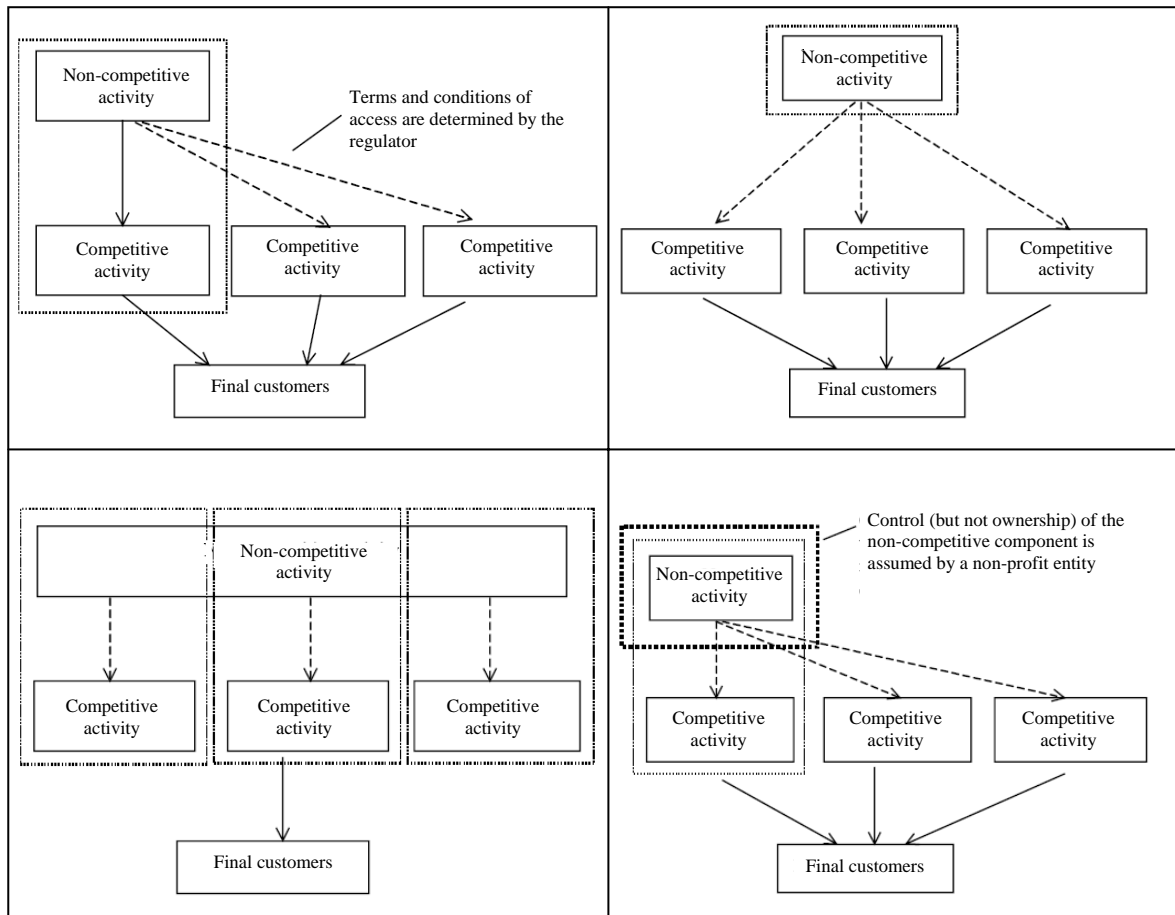 Non-competitive
activity
Terms and conditions of
access are determined by the
regulator
Competitive
activity
Competitive
activity
Competitive
activity
Final customers
Non-competitive
activity
Competitive
activity
Competitive
activity
Competitive
activity
Final customers
Non-competitive
activity
Competitive
activity
Competitive
activity
Competitive
activity
Final customers
Control (but not ownership) of the
non-competitive component is
assumed by a non-profit entity
Non-competitive
activity
Competitive
activity
Competitive
activity
Competitive
activity
Final customers